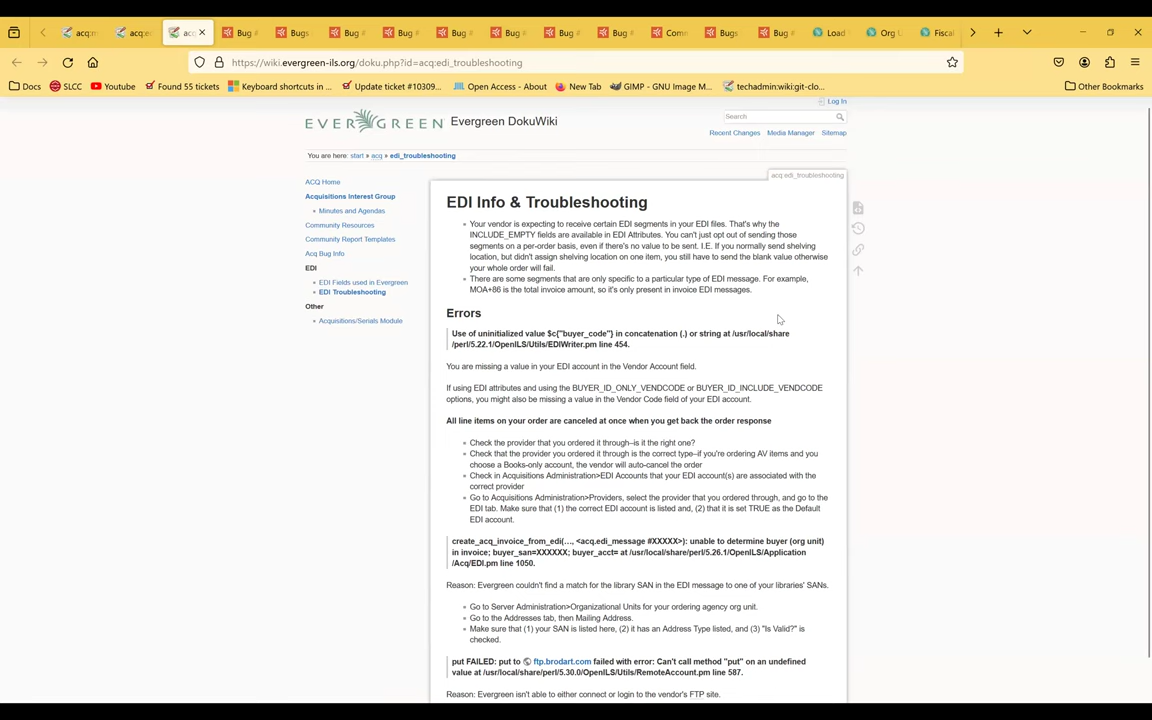 acq:
acq:e
acq
Bug #
Bugs
Bug #
Bug #
Bug #
Bug #
Bug #
Bug #
Com
Bugs
Bug #
Load
Org U
Fiscal
https://wiki.evergreen-ils.org/doku.php?id=acq:edi_troubleshooting
Docs
SLCC
Youtube
Found 55 tickets
Keyboard shortcuts in ...
Update ticket #10309...
Open Access - About
New Tab
GIMP - GNU Image M...
techadmin:wiki:git-clo...
Other Bookmarks
Log In
EVERGREEN
Evergreen DokuWiki
Search
Recent Changes Media Manager Sitemap
You are here: start » acq » edi_troubleshooting
acq:edi_troubleshooting
ACQ Home
Acquisitions Interest Group
Minutes and Agendas
Community Resources
Community Report Templates
Acq Bug Info
EDI
EDI Fields used in Evergreen
EDI Troubleshooting
Other
Acquisitions/Serials Module
EDI Info & Troubleshooting
Your vendor is expecting to receive certain EDI segments in your EDI files. That's why the
INCLUDE_EMPTY fields are available in EDI Attributes. You can't just opt out of sending those
segments on a per-order basis, even if there's no value to be sent. I.E. If you normally send shelving
location, but didn't assign shelving location on one item, you still have to send the blank value otherwise
your whole order will fail.
There are some segments that are only specific to a particular type of EDI message. For example,
MOA+86 is the total invoice amount, so it's only present in invoice EDI messages.
Errors
Use of uninitialized value $c{"buyer_code"} in concatenation (.) or string at /usr/local/share
/perl/5.22.1/OpenILS/Utils/EDIWriter.pm line 454.
You are missing a value in your EDI account in the Vendor Account field.
If using EDI attributes and using the BUYER_ID_ONLY_VENDCODE or BUYER_ID_INCLUDE_VENDCODE
options, you might also be missing a value in the Vendor Code field of your EDI account.
All line items on your order are canceled at once when you get back the order response
Check the provider that you ordered it through–is it the right one?
Check that the provider you ordered it through is the correct type–if you're ordering AV items and you
choose a Books-only account, the vendor will auto-cancel the order
Check in Acquisitions Administration>EDI Accounts that your EDI account(s) are associated with the
correct provider
Go to Acquisitions Administration>Providers, select the provider that you ordered through, and go to the
EDI tab. Make sure that (1) the correct EDI account is listed and, (2) that it is set TRUE as the Default
EDI account.
create_acq_invoice_from_edi(…, <acq.edi_message #XXXXX>): unable to determine buyer (org unit)
in invoice; buyer_san=XXXXXX; buyer_acct= at /usr/local/share/perl/5.26.1/OpenILS/Application
/Acq/EDI.pm line 1050.
Reason: Evergreen couldn't find a match for the library SAN in the EDI message to one of your libraries' SANs.
Go to Server Administration>Organizational Units for your ordering agency org unit.
Go to the Addresses tab, then Mailing Address.
Make sure that (1) your SAN is listed here, (2) it has an Address Type listed, and (3) "Is Valid?" is
checked.
put FAILED: put to ftp.brodart.com failed with error: Can't call method "put" on an undefined
value at /usr/local/share/perl/5.30.0/OpenILS/Utils/RemoteAccount.pm line 587.
Reason: Evergreen isn't able to either connect or login to the vendor's FTP site.